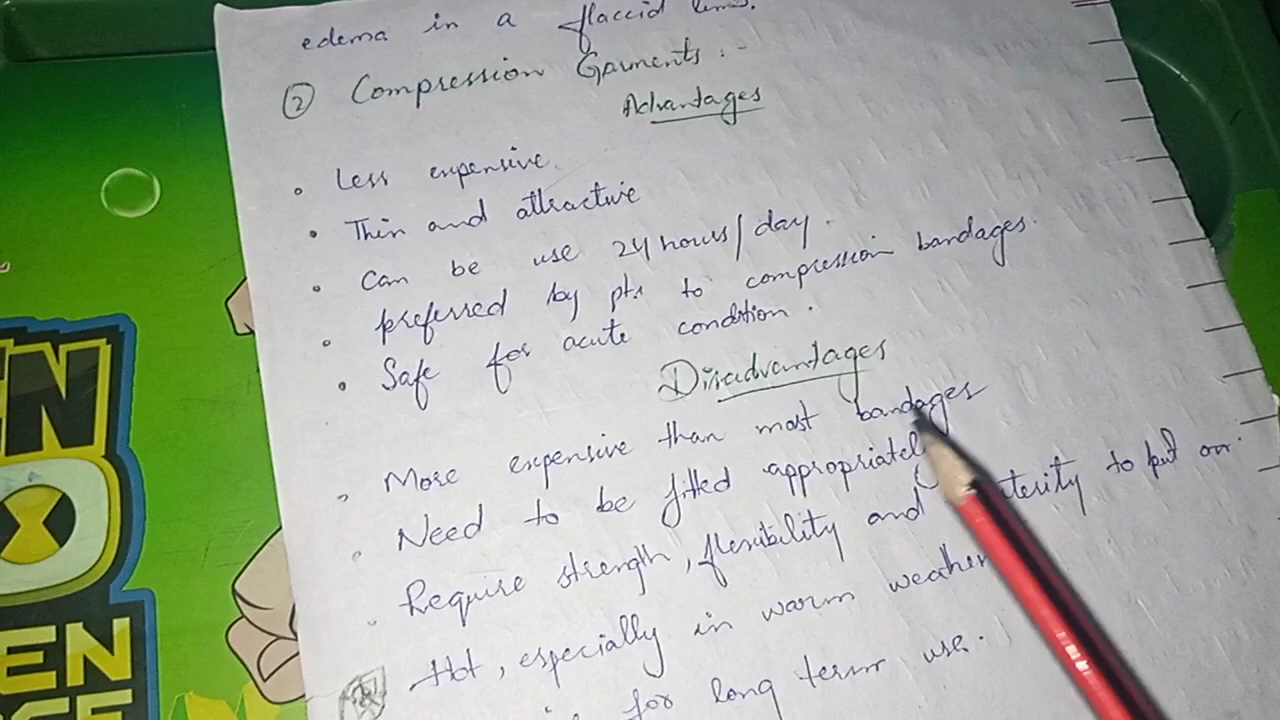 edema in a flaccid limb.
② Compression Garments :-
Advantages
• Less expensive.
• Thin and attractive
• Can be use 24 hours/day.
• preferred by pts to compression bandages.
• Safe for acute condition.
Disadvantages
• More expensive than most bandages
• Need to be fitted appropriately
• Require strength, flexibility and to put on.
• Hot, especially in warm weather
for long term use.
EN
EN